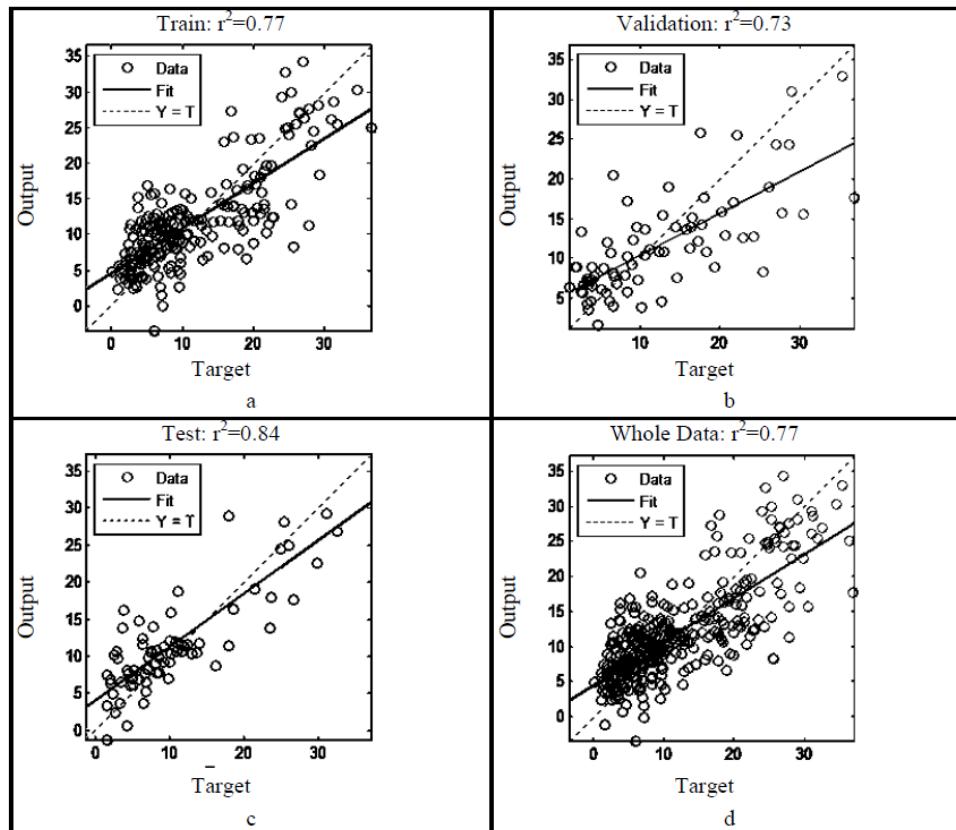 Train: r²=0.77
35
30
25
20
15
10
5
0
Output
Data
Fit
Y = T
0
10
20
30
Target
a
Validation: r²=0.73
35
30
25
20
15
10
5
Output
Data
Fit
Y = T
10
20
30
Target
b
Test: r²=0.84
35
30
25
20
15
10
5
0
Output
Data
Fit
Y = T
0
10
20
30
Target
c
Whole Data: r²=0.77
35
30
25
20
15
10
5
0
Output
Data
Fit
Y = T
0
10
20
30
Target
d